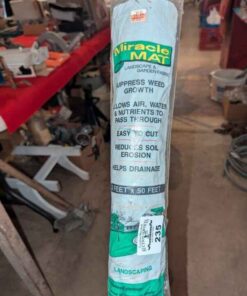 Miracle
MAT
LANDSCAPE &
GARDEN FABRIC
SUPPRESS WEED
GROWTH
ALLOWS AIR, WATER
& NUTRIENTS TO
PASS THROUGH
EASY TO CUT
REDUCES SOIL
EROSION
HELPS DRAINAGE
FEET x 50 FEET
235
LANDSCAPING